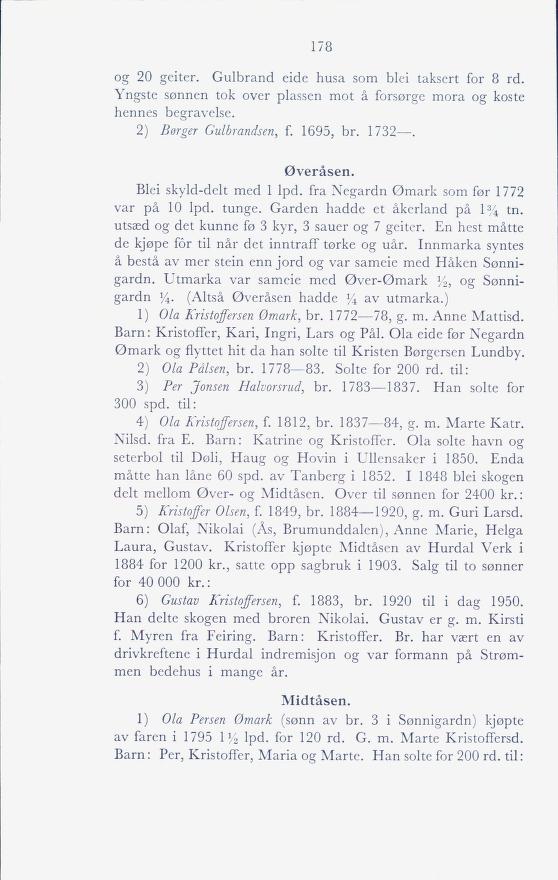 178
og 20 geiter. Gulbrand eide husa som blei taksert for 8 rd.
Yngste sønnen tok over plassen mot å forsørge mora og koste
hennes begravelse.
2) Børger Gulbrandsen, f. 1695, br. 1732—.
Øveråsen.
Blei skyld-delt med 1 lpd. fra Negardn Ømark som før 1772
var på 10 lpd. tunge. Garden hadde et åkerland på 1¾ tn.
utsæd og det kunne fø 3 kyr, 3 sauer og 7 geiter. En hest måtte
de kjøpe fôr til når det inntraff tørke og uår. Innmarka syntes
å bestå av mer stein enn jord og var sameie med Håken Sønni-
gardn. Utmarka var sameie med Øver-Ømark ½, og Sønni-
gardn ¼. (Altså Øveråsen hadde ¼ av utmarka.)
1) Ola Kristoffersen Ømark, br. 1772—78, g. m. Anne Mattisd.
Barn: Kristoffer, Kari, Ingri, Lars og Pål. Ola eide før Negardn
Ømark og flyttet hit da han solte til Kristen Børgersen Lundby.
2) Ola Pålsen, br. 1778—83. Solte for 200 rd. til:
3) Per Jonsen Halvorsrud, br. 1783—1837. Han solte for
300 spd. til:
4) Ola Kristoffersen, f. 1812, br. 1837—84, g. m. Marte Katr.
Nilsd. fra E. Barn: Katrine og Kristoffer. Ola solte havn og
seterbol til Døli, Haug og Hovin i Ullensaker i 1850. Enda
måtte han låne 60 spd. av Tanberg i 1852. I 1848 blei skogen
delt mellom Øver- og Midtåsen. Over til sønnen for 2400 kr.:
5) Kristoffer Olsen, f. 1849, br. 1884—1920, g. m. Guri Larsd.
Barn: Olaf, Nikolai (Ås, Brumunddalen), Anne Marie, Helga
Laura, Gustav. Kristoffer kjøpte Midtåsen av Hurdal Verk i
1884 for 1200 kr., satte opp sagbruk i 1903. Salg til to sønner
for 40 000 kr.:
6) Gustav Kristoffersen, f. 1883, br. 1920 til i dag 1950.
Han delte skogen med broren Nikolai. Gustav er g. m. Kirsti
f. Myren fra Feiring. Barn: Kristoffer. Br. har vært en av
drivkreftene i Hurdal indremisjon og var formann på Strøm-
men bedehus i mange år.
Midtåsen.
1) Ola Persen Ømark (sønn av br. 3 i Sønnigardn) kjøpte
av faren i 1795 1½ lpd. for 120 rd. G. m. Marte Kristoffersd.
Barn: Per, Kristoffer, Maria og Marte. Han solte for 200 rd. til: